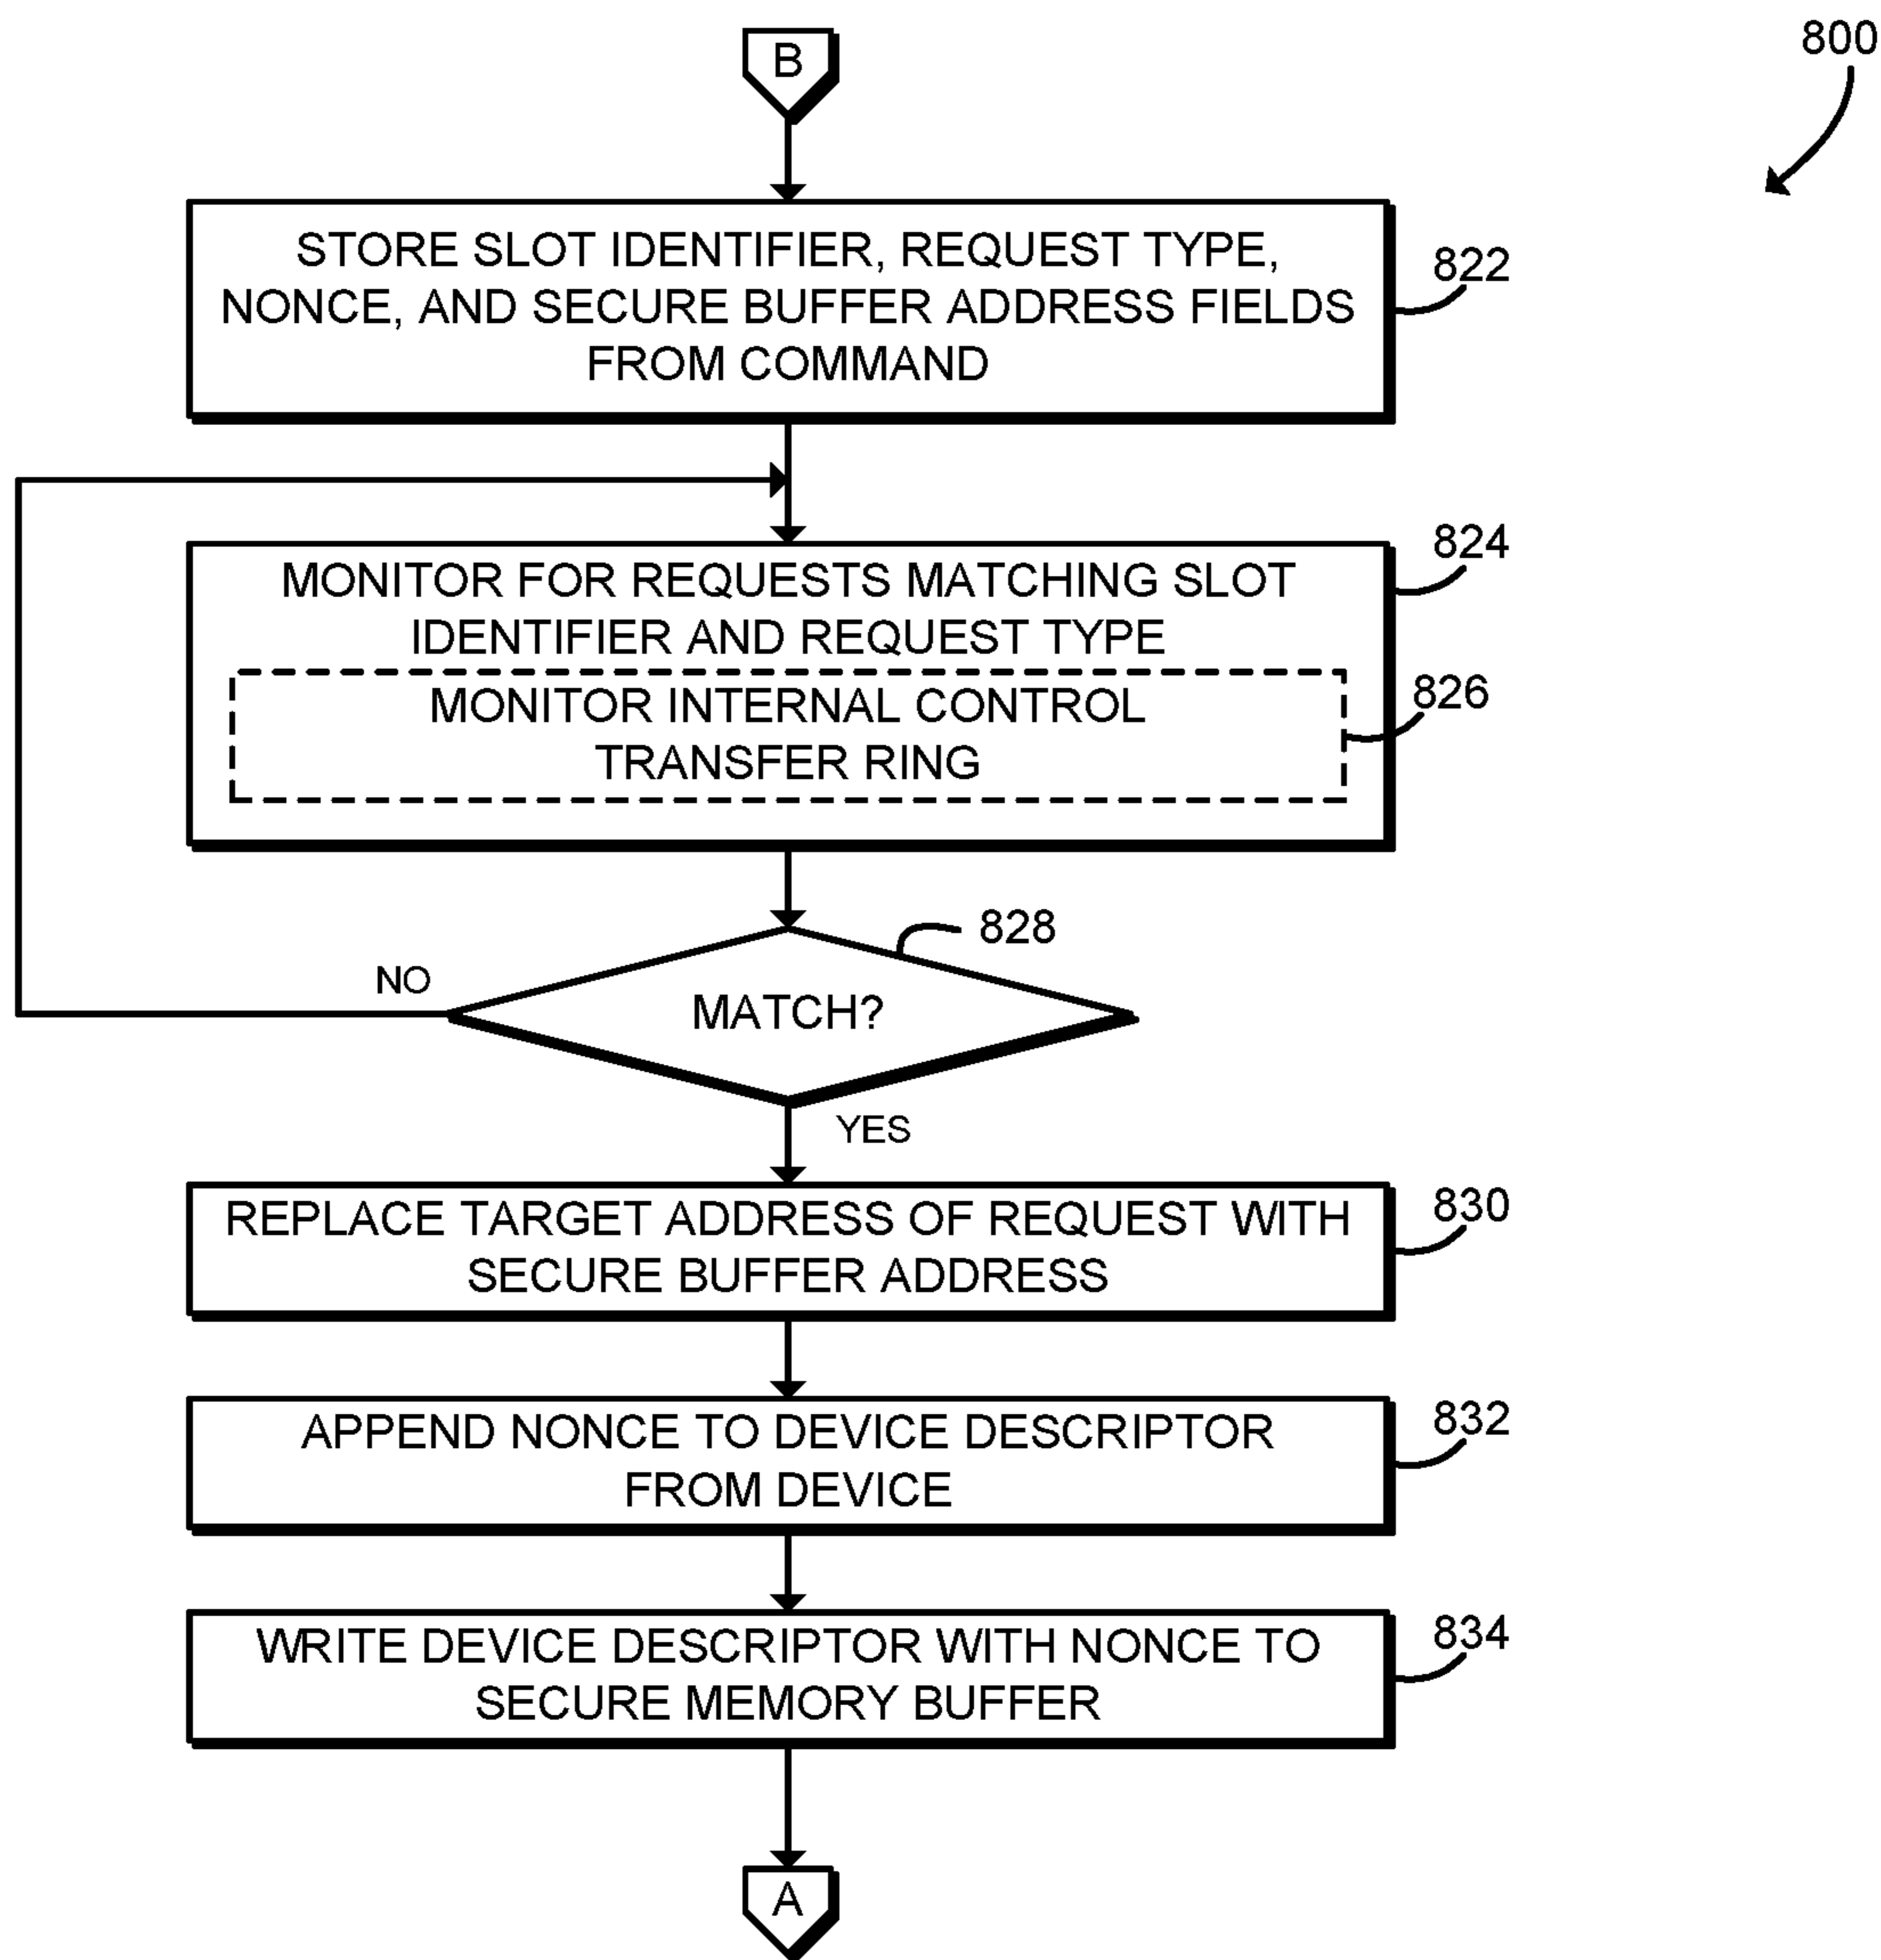 B
800
STORE SLOT IDENTIFIER, REQUEST TYPE,
NONCE, AND SECURE BUFFER ADDRESS FIELDS
FROM COMMAND
822
MONITOR FOR REQUESTS MATCHING SLOT
IDENTIFIER AND REQUEST TYPE
824
MONITOR INTERNAL CONTROL
TRANSFER RING
826
828
NO
MATCH?
YES
REPLACE TARGET ADDRESS OF REQUEST WITH
SECURE BUFFER ADDRESS
830
APPEND NONCE TO DEVICE DESCRIPTOR
FROM DEVICE
832
WRITE DEVICE DESCRIPTOR WITH NONCE TO
SECURE MEMORY BUFFER
834
A